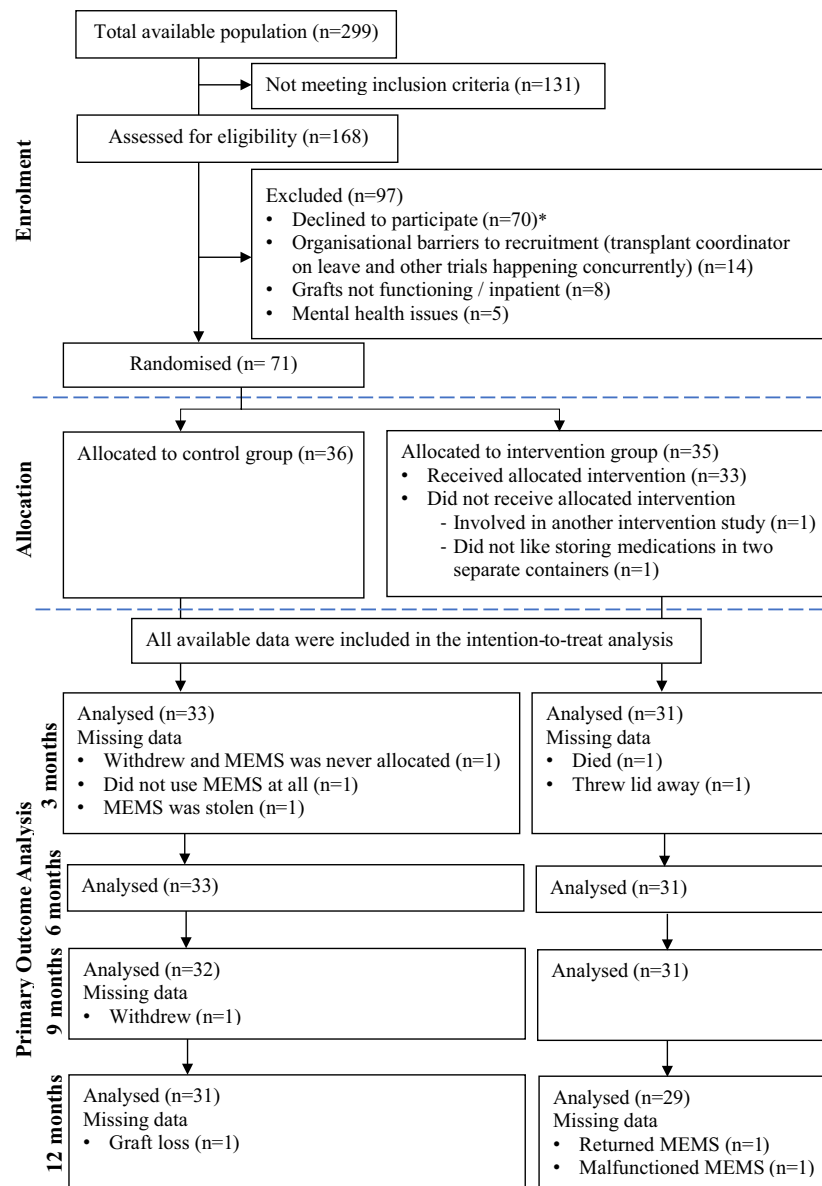 Total available population (n=299)
Not meeting inclusion criteria (n=131)
Enrolment
Assessed for eligibility (n=168)
Excluded (n=97)
• Declined to participate (n=70)*
• Organisational barriers to recruitment (transplant coordinator
on leave and other trials happening concurrently) (n=14)
• Grafts not functioning / inpatient (n=8)
• Mental health issues (n=5)
Randomised (n= 71)
Allocation
Allocated to control group (n=36)
Allocated to intervention group (n=35)
• Received allocated intervention (n=33)
• Did not receive allocated intervention
- Involved in another intervention study (n=1)
- Did not like storing medications in two
separate containers (n=1)
All available data were included in the intention-to-treat analysis
Primary Outcome Analysis
3 months
Analysed (n=33)
Missing data
• Withdrew and MEMS was never allocated (n=1)
• Did not use MEMS at all (n=1)
• MEMS was stolen (n=1)
Analysed (n=31)
Missing data
• Died (n=1)
• Threw lid away (n=1)
6 months
Analysed (n=33)
Analysed (n=31)
9 months
Analysed (n=32)
Missing data
• Withdrew (n=1)
Analysed (n=31)
12 months
Analysed (n=31)
Missing data
• Graft loss (n=1)
Analysed (n=29)
Missing data
• Returned MEMS (n=1)
• Malfunctioned MEMS (n=1)